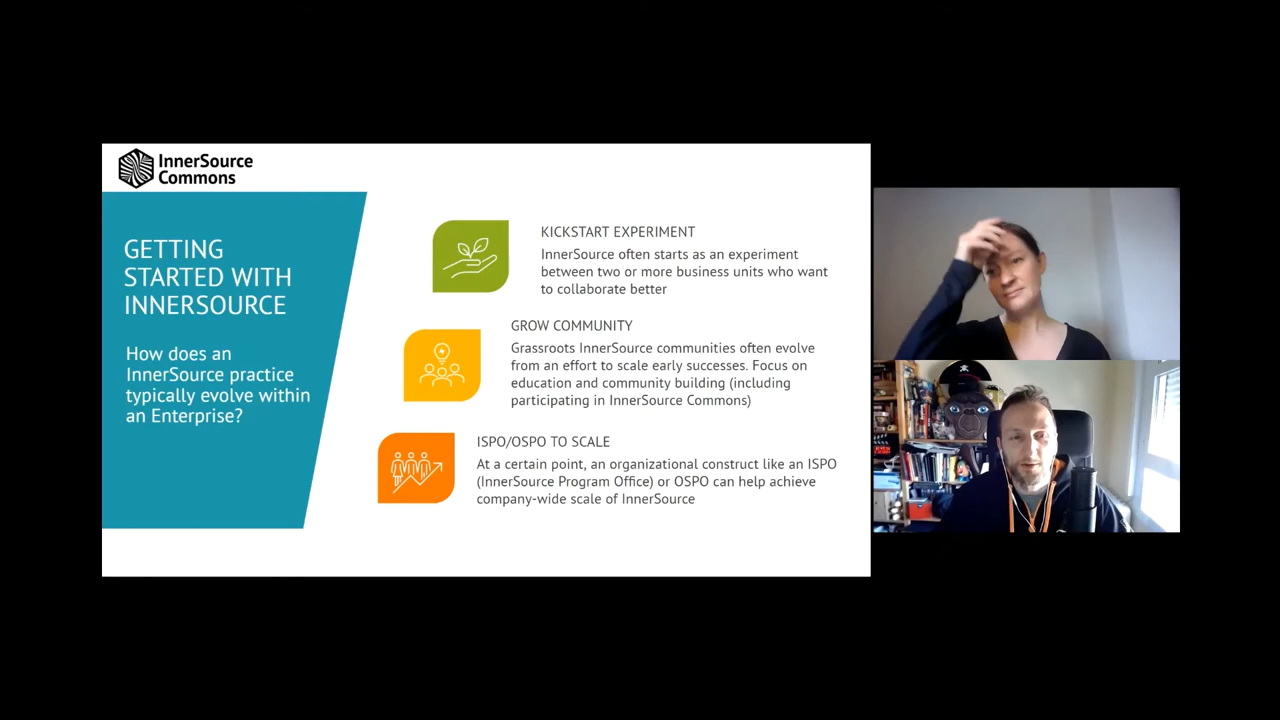 InnerSource
Commons
GETTING
STARTED WITH
INNERSOURCE
How does an
InnerSource practice
typically evolve within
an Enterprise?
KICKSTART EXPERIMENT
InnerSource often starts as an experiment
between two or more business units who want
to collaborate better
GROW COMMUNITY
Grassroots InnerSource communities often evolve
from an effort to scale early successes. Focus on
education and community building (including
participating in InnerSource Commons)
ISPO/OSPO TO SCALE
At a certain point, an organizational construct like an ISPO
(InnerSource Program Office) or OSPO can help achieve
company-wide scale of InnerSource